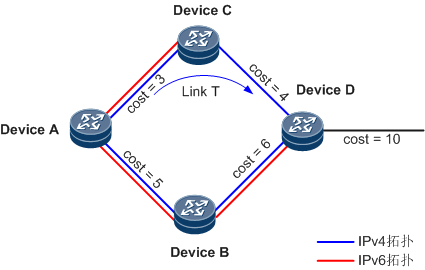 Device C
cost = 3
cost = 4
Link T
Device D
Device A
cost = 10
cost = 5
cost = 6
Device B
IPv4拓扑
IPv6拓扑